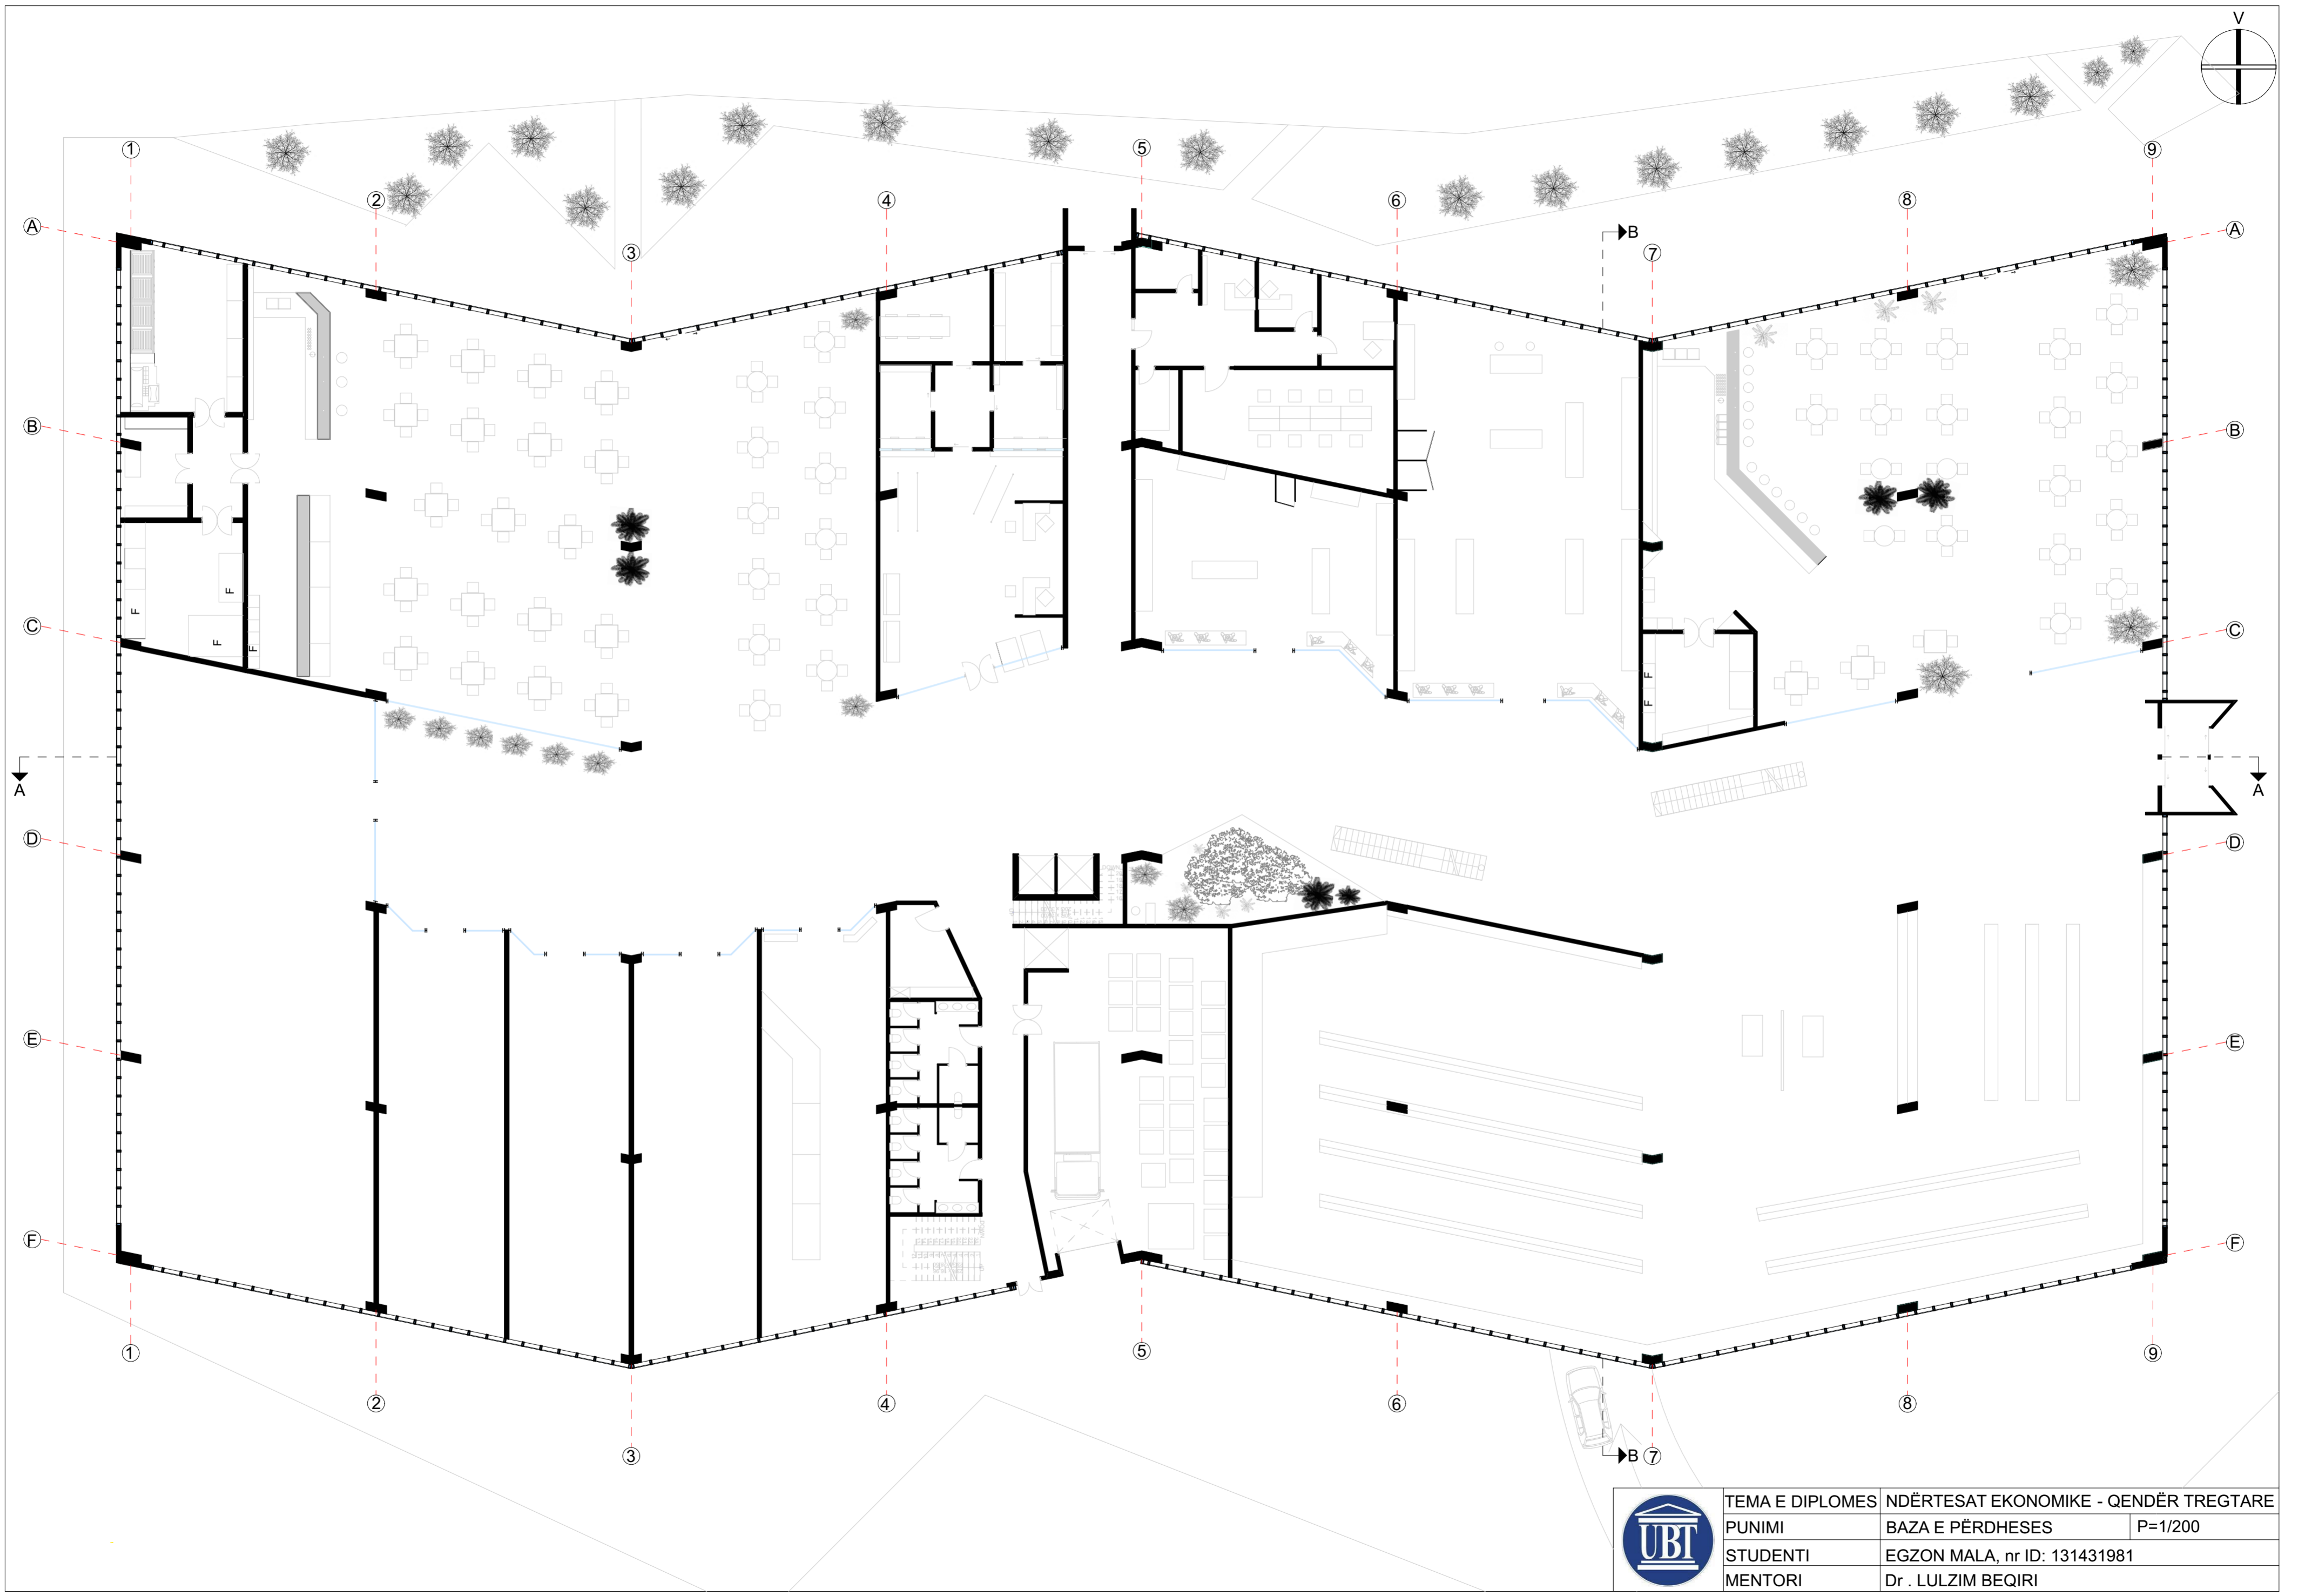 V
1
5
9
2
4
6
8
A
A
B
3
7
B
B
F
F
F
F
C
C
F
F
A
A
D
D
E
E
F
F
1
5
9
2
4
6
8
3
B
7
UBT
TEMA E DIPLOMES NDËRTESAT EKONOMIKE - QENDËR TREGTARE
PUNIMI BAZA E PËRDHESES P=1/200
STUDENTI EGZON MALA, nr ID: 131431981
MENTORI Dr . LULZIM BEQIRI